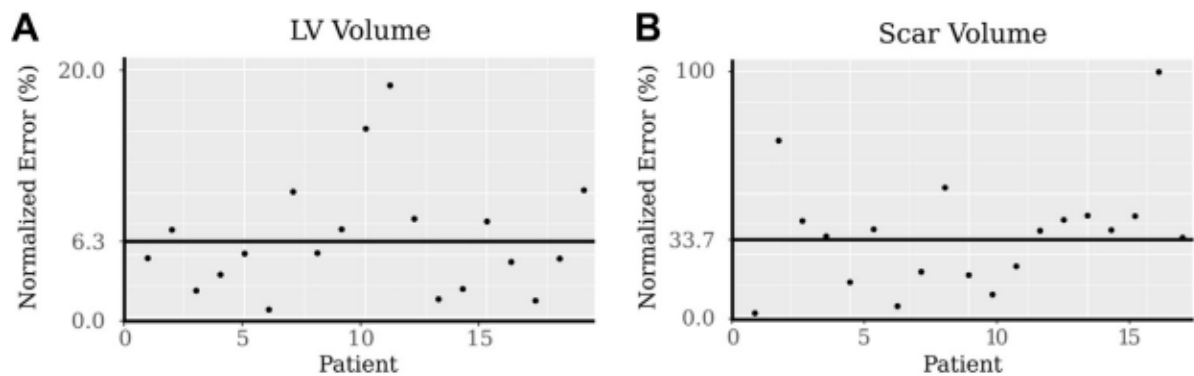 A
LV Volume
Normalized Error (%)
20.0
6.3
0.0
0
5
10
15
Patient
B
Scar Volume
Normalized Error (%)
100
33.7
0.0
0
5
10
15
Patient